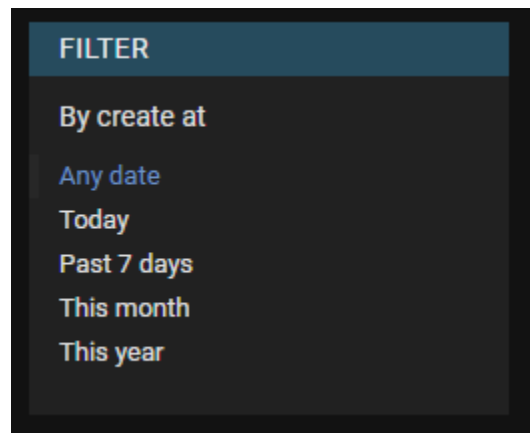 FILTER
By create at
Any date
Today
Past 7 days
This month
This year